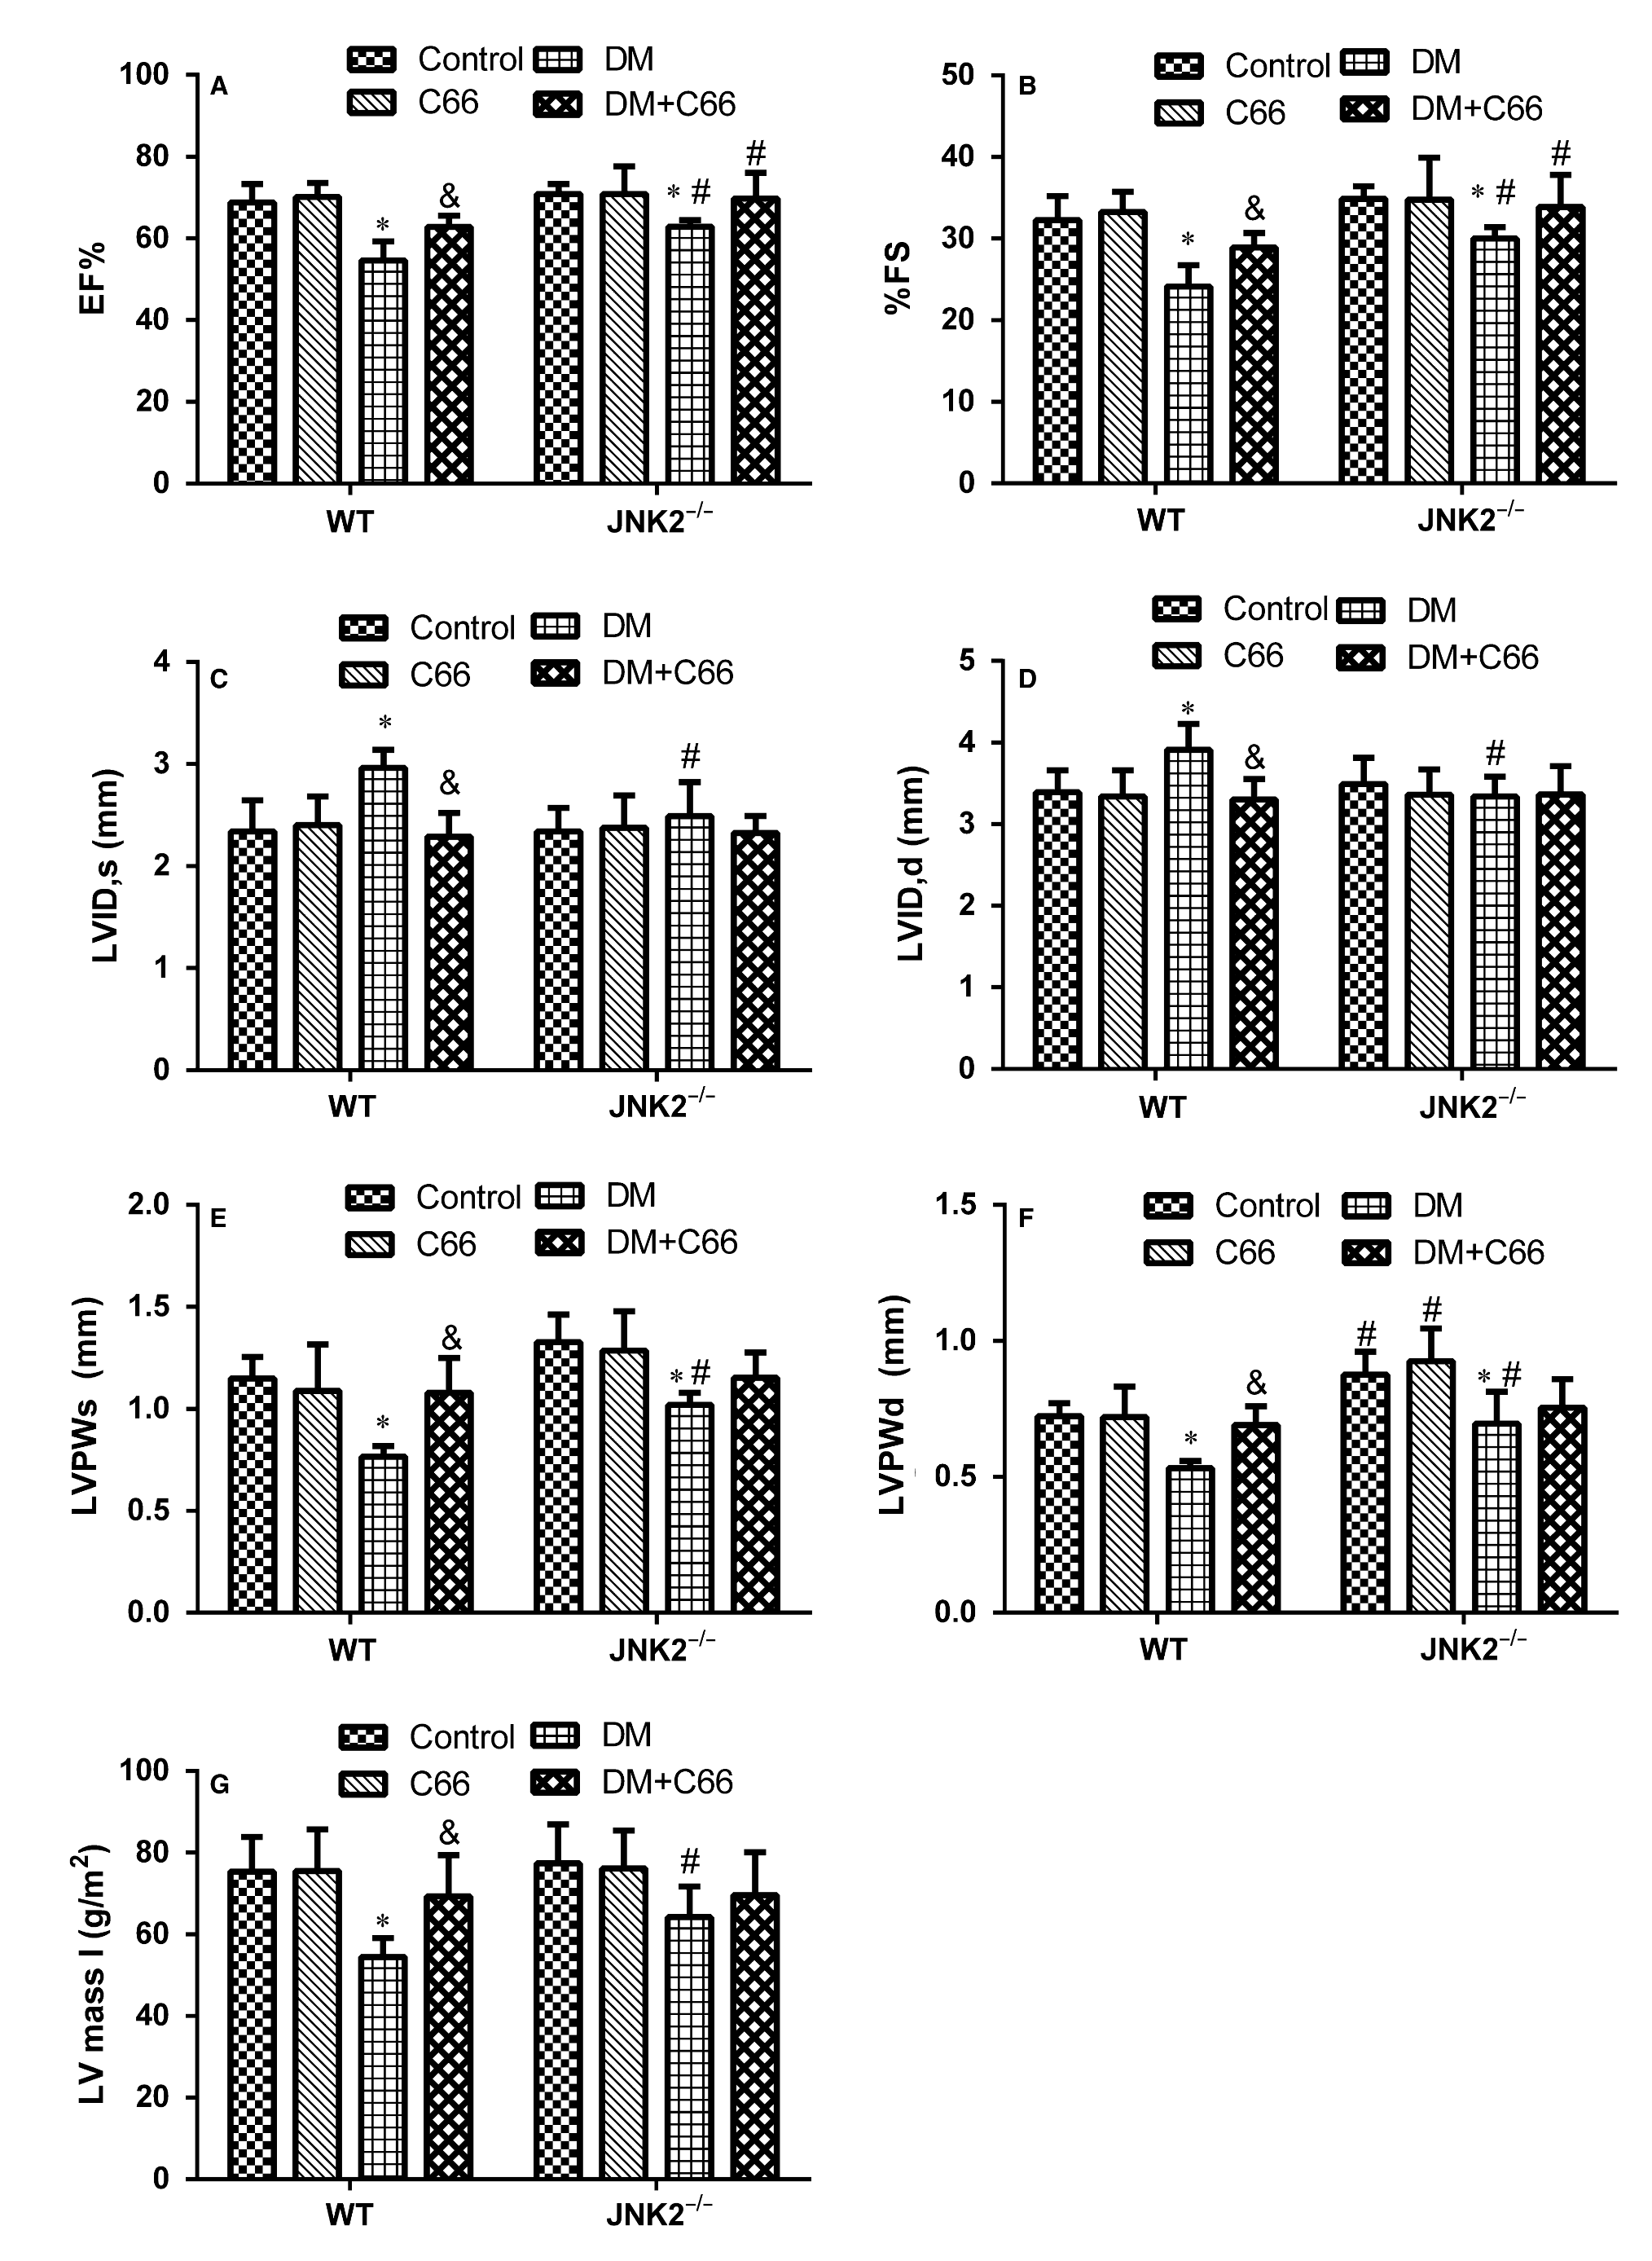 A
Control DM
C66 DM+C66
100
80
60
40
20
0
EF%
*
&
* #
#
WT JNK2⁻/⁻
B
Control DM
C66 DM+C66
50
40
30
20
10
0
%FS
*
&
* #
#
WT JNK2⁻/⁻
C
Control DM
C66 DM+C66
4
3
2
1
0
LVID,s (mm)
*
&
#
WT JNK2⁻/⁻
D
Control DM
C66 DM+C66
5
4
3
2
1
0
LVID,d (mm)
*
&
#
WT JNK2⁻/⁻
E
Control DM
C66 DM+C66
2.0
1.5
1.0
0.5
0.0
LVPWs (mm)
*
&
* #
WT JNK2⁻/⁻
F
Control DM
C66 DM+C66
1.5
1.0
0.5
0.0
LVPWd (mm)
*
&
#
#
* #
WT JNK2⁻/⁻
G
Control DM
C66 DM+C66
100
80
60
40
20
0
LV mass I (g/m²)
*
&
#
WT JNK2⁻/⁻